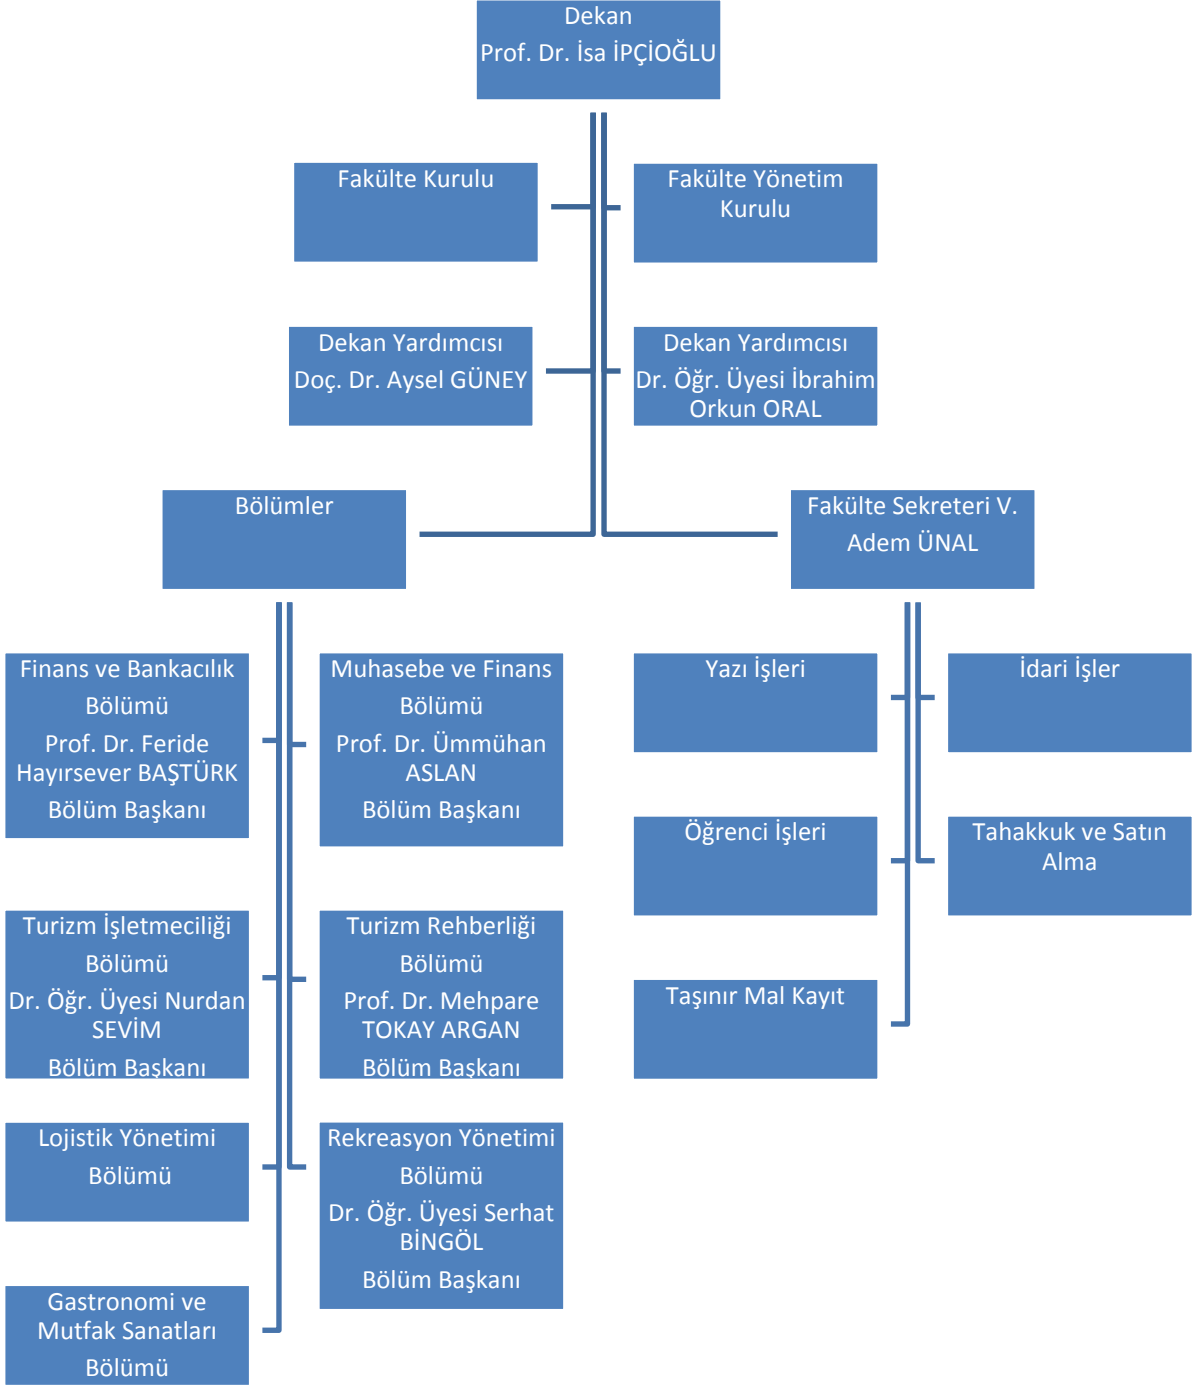 Dekan
Prof. Dr. İsa İPÇİOĞLU
Fakülte Kurulu
Fakülte Yönetim
Kurulu
Dekan Yardımcısı
Doç. Dr. Aysel GÜNEY
Dekan Yardımcısı
Dr. Öğr. Üyesi İbrahim
Orkun ORAL
Bölümler
Fakülte Sekreteri V.
Adem ÜNAL
Finans ve Bankacılık
Bölümü
Prof. Dr. Feride
Hayırsever BAŞTÜRK
Bölüm Başkanı
Muhasebe ve Finans
Bölümü
Prof. Dr. Ümmühan
ASLAN
Bölüm Başkanı
Yazı İşleri
İdari İşler
Öğrenci İşleri
Tahakkuk ve Satın
Alma
Turizm İşletmeciliği
Bölümü
Dr. Öğr. Üyesi Nurdan
SEVİM
Bölüm Başkanı
Turizm Rehberliği
Bölümü
Prof. Dr. Mehpare
TOKAY ARGAN
Bölüm Başkanı
Taşınır Mal Kayıt
Lojistik Yönetimi
Bölümü
Rekreasyon Yönetimi
Bölümü
Dr. Öğr. Üyesi Serhat
BİNGÖL
Bölüm Başkanı
Gastronomi ve
Mutfak Sanatları
Bölümü